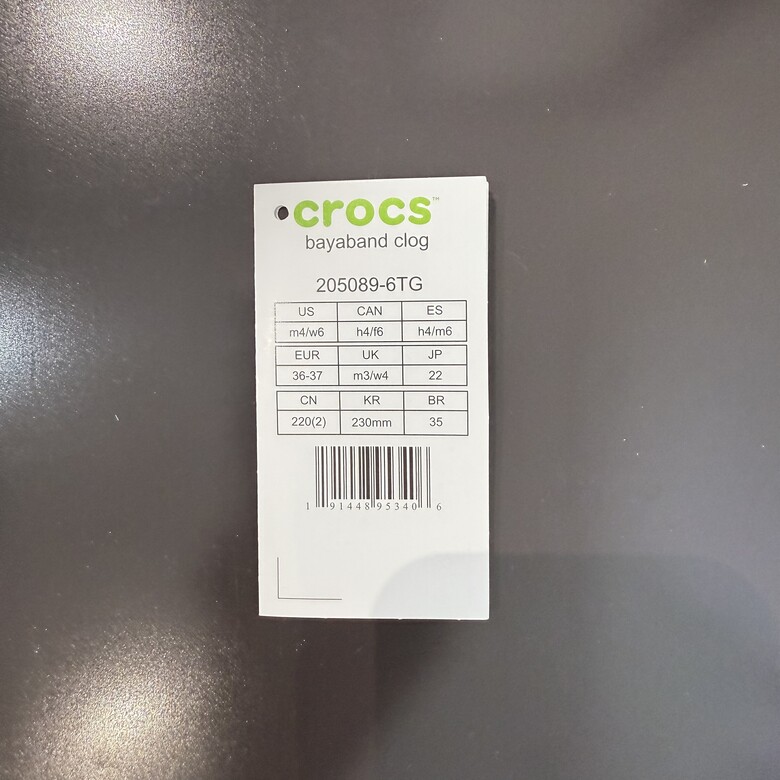 crocs™
bayaband clog
205089-6TG
US CAN ES
m4/w6 h4/f6 h4/m6
EUR UK JP
36-37 m3/w4 22
CN KR BR
220(2) 230mm 35
1 91448 95340 6